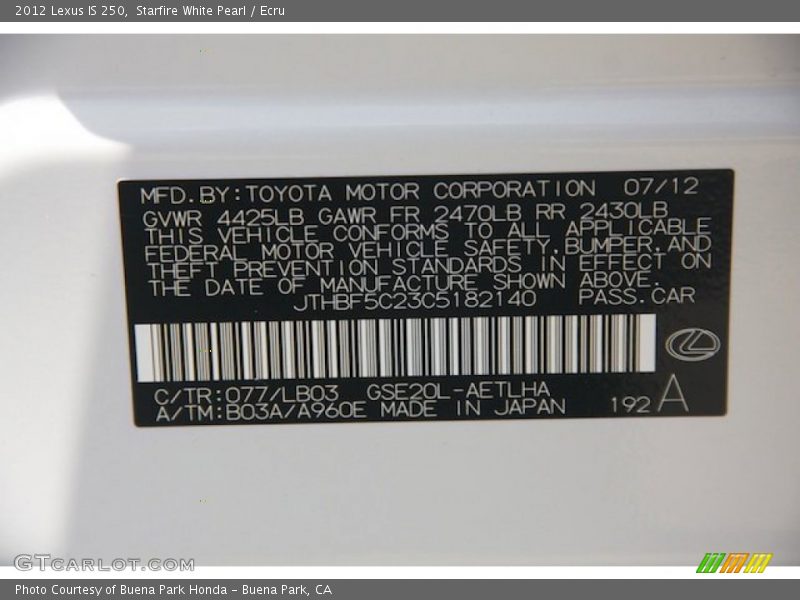 2012 Lexus IS 250, Starfire White Pearl / Ecru
MFD.BY:TOYOTA MOTOR CORPORATION 07/12
GVWR 4425LB GAWR FR 2470LB RR 2430LB
THIS VEHICLE CONFORMS TO ALL APPLICABLE
FEDERAL MOTOR VEHICLE SAFETY,BUMPER,AND
THEFT PREVENTION STANDARDS IN EFFECT ON
THE DATE OF MANUFACTURE SHOWN ABOVE.
JTHBF5C23C5182140 PASS.CAR
C/TR:077/LB03 GSE20L-AETLHA
A/TM:B03A/A960E MADE IN JAPAN 192 A
GTCARLOT.COM
Photo Courtesy of Buena Park Honda - Buena Park, CA